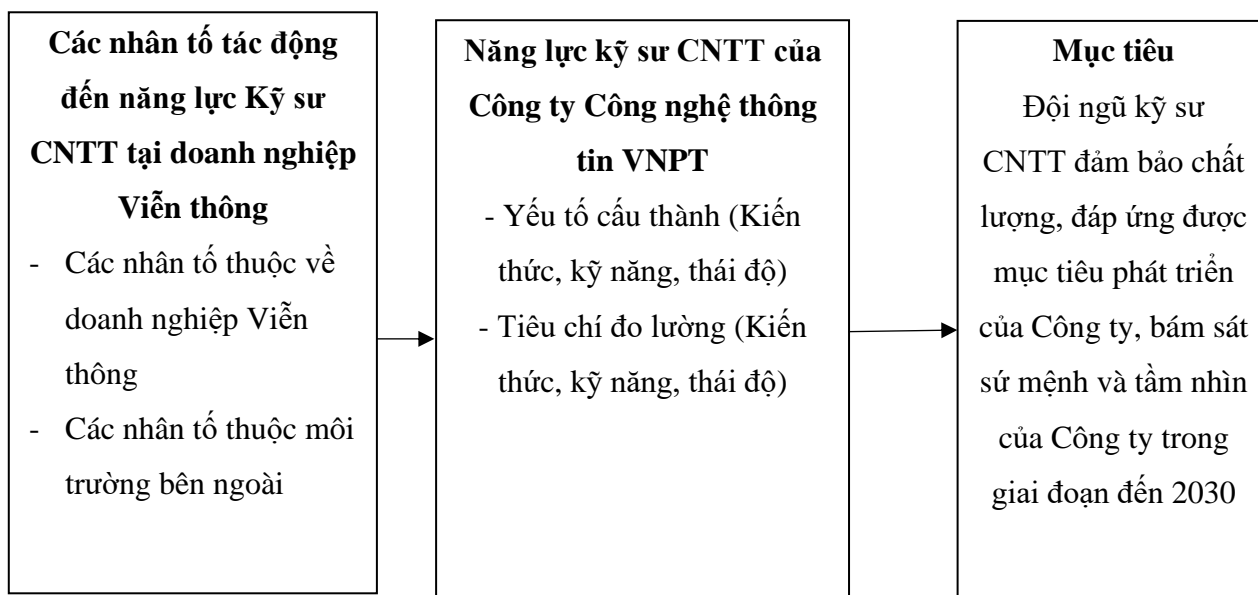 Các nhân tố tác động
đến năng lực Kỹ sư
CNTT tại doanh nghiệp
Viễn thông
- Các nhân tố thuộc về
doanh nghiệp Viễn
thông
- Các nhân tố thuộc môi
trường bên ngoài
Năng lực kỹ sư CNTT của
Công ty Công nghệ thông
tin VNPT
- Yếu tố cấu thành (Kiến
thức, kỹ năng, thái độ)
- Tiêu chí đo lường (Kiến
thức, kỹ năng, thái độ)
Mục tiêu
Đội ngũ kỹ sư
CNTT đảm bảo chất
lượng, đáp ứng được
mục tiêu phát triển
của Công ty, bám sát
sứ mệnh và tầm nhìn
của Công ty trong
giai đoạn đến 2030